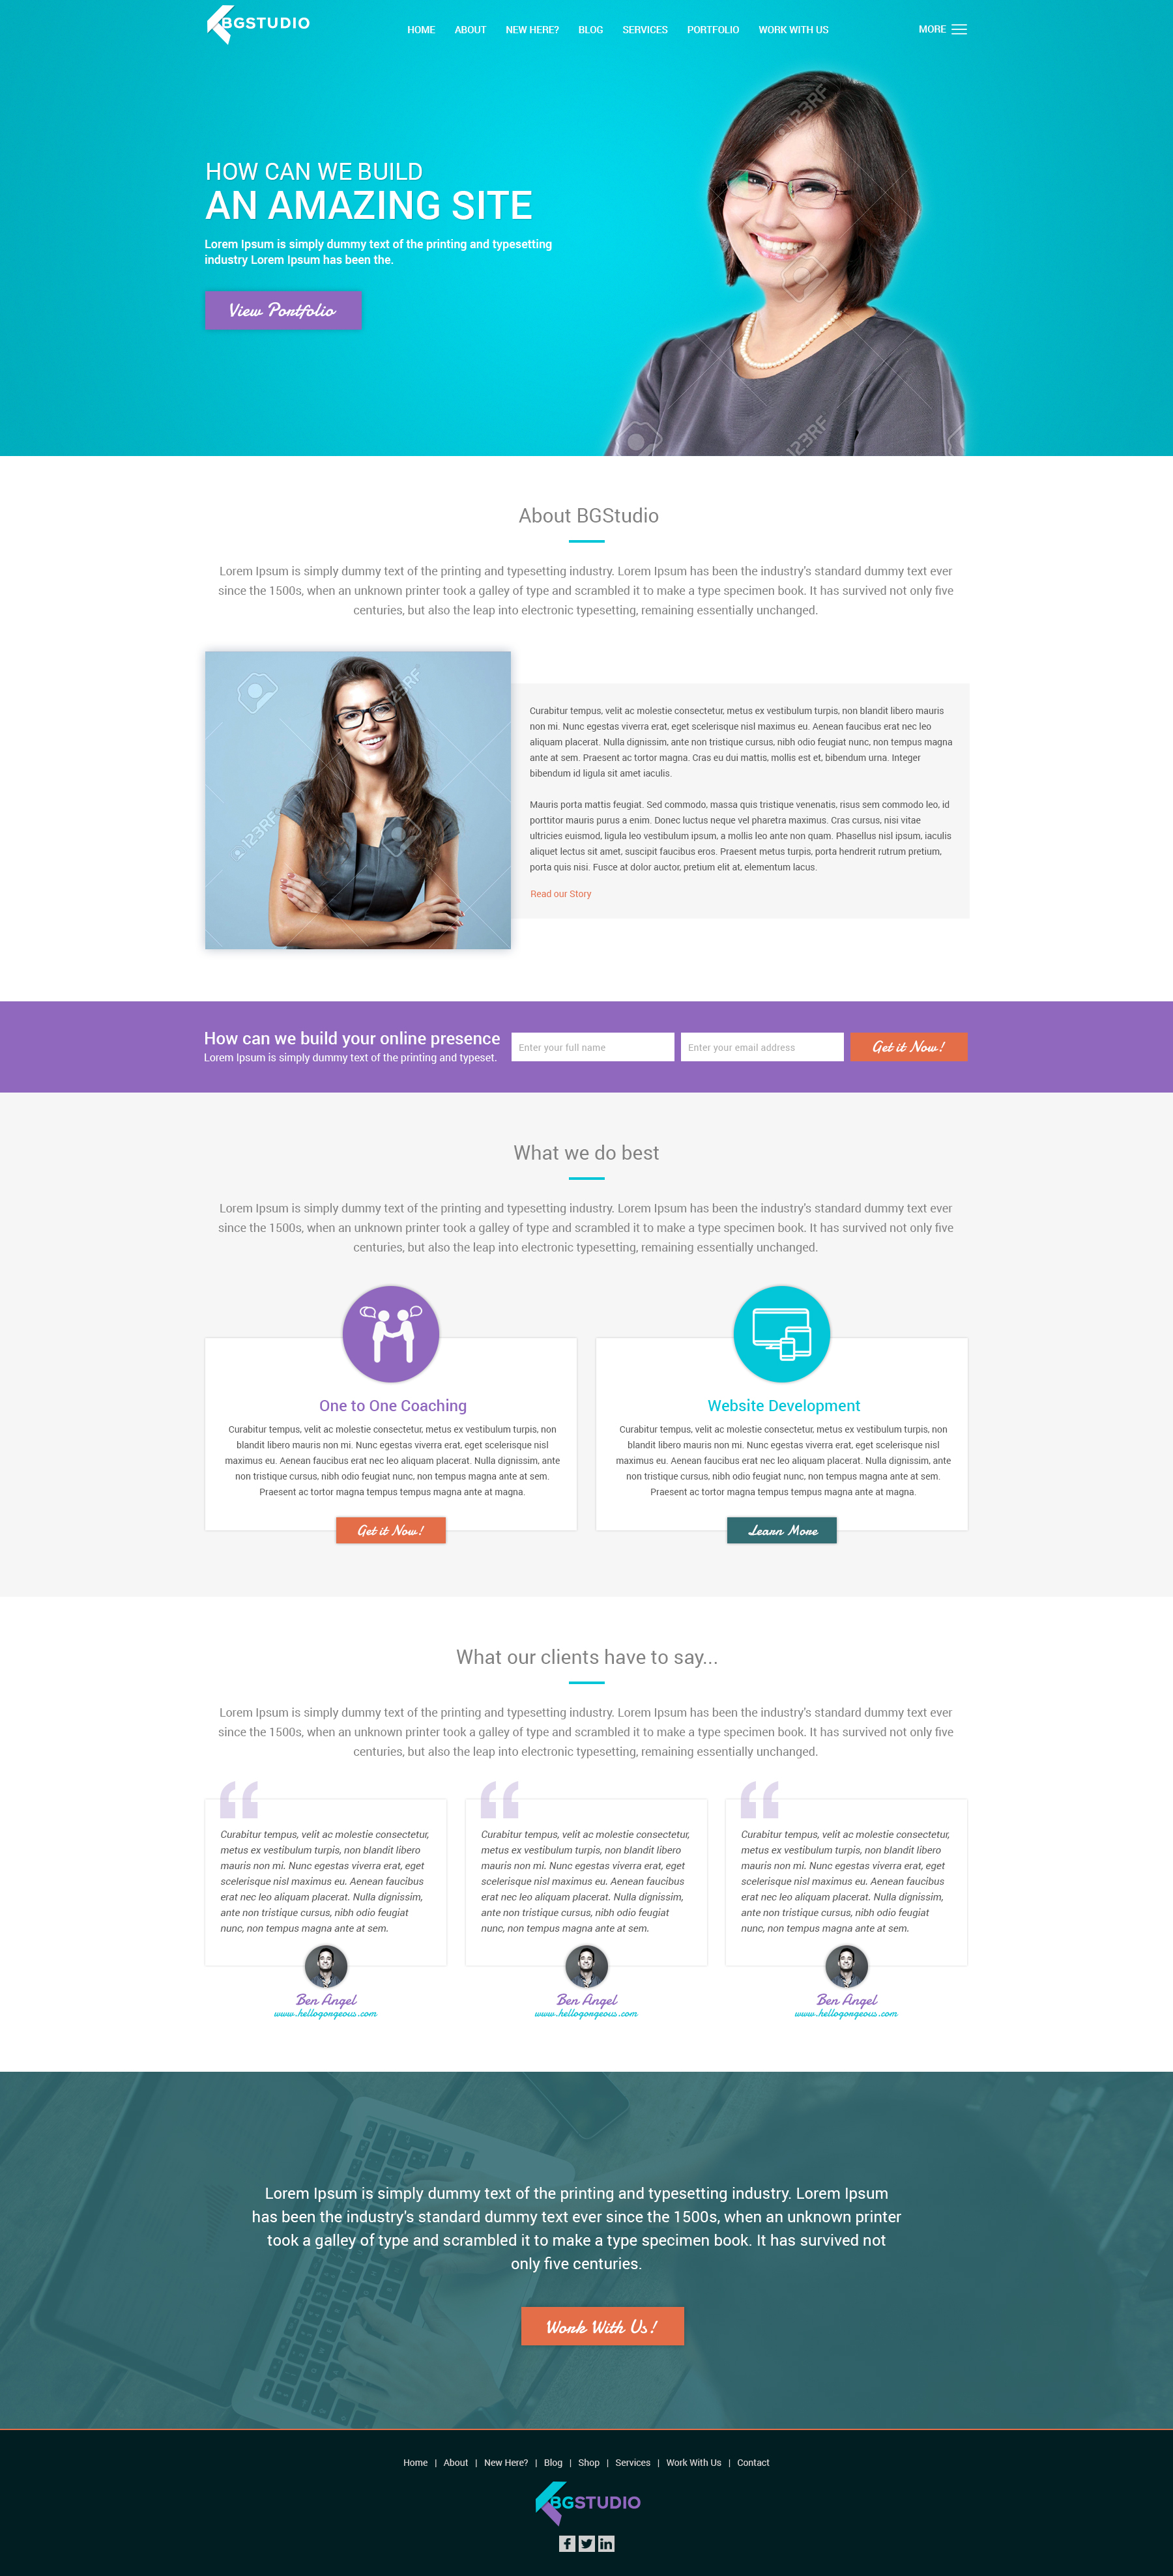 BGSTUDIO
HOME ABOUT NEW HERE? BLOG SERVICES PORTFOLIO WORK WITH US
MORE
HOW CAN WE BUILD
AN AMAZING SITE
Lorem Ipsum is simply dummy text of the printing and typesetting
industry Lorem Ipsum has been the.
View Portfolio
123RF
123RF
About BGStudio
Lorem Ipsum is simply dummy text of the printing and typesetting industry. Lorem Ipsum has been the industry's standard dummy text ever
since the 1500s, when an unknown printer took a galley of type and scrambled it to make a type specimen book. It has survived not only five
centuries, but also the leap into electronic typesetting, remaining essentially unchanged.
123RF
123RF
Curabitur tempus, velit ac molestie consectetur, metus ex vestibulum turpis, non blandit libero mauris
non mi. Nunc egestas viverra erat, eget scelerisque nisl maximus eu. Aenean faucibus erat nec leo
aliquam placerat. Nulla dignissim, ante non tristique cursus, nibh odio feugiat nunc, non tempus magna
ante at sem. Praesent ac tortor magna. Cras eu dui mattis, mollis est et, bibendum urna. Integer
bibendum id ligula sit amet iaculis.
Mauris porta mattis feugiat. Sed commodo, massa quis tristique venenatis, risus sem commodo leo, id
porttitor mauris purus a enim. Donec luctus neque vel pharetra maximus. Cras cursus, nisi vitae
ultricies euismod, ligula leo vestibulum ipsum, a mollis leo ante non quam. Phasellus nisl ipsum, iaculis
aliquet lectus sit amet, suscipit faucibus eros. Praesent metus turpis, porta hendrerit rutrum pretium,
porta quis nisi. Fusce at dolor auctor, pretium elit at, elementum lacus.
Read our Story
How can we build your online presence
Lorem Ipsum is simply dummy text of the printing and typeset.
Enter your full name
Enter your email address
Get it Now!
What we do best
Lorem Ipsum is simply dummy text of the printing and typesetting industry. Lorem Ipsum has been the industry's standard dummy text ever
since the 1500s, when an unknown printer took a galley of type and scrambled it to make a type specimen book. It has survived not only five
centuries, but also the leap into electronic typesetting, remaining essentially unchanged.
One to One Coaching
Curabitur tempus, velit ac molestie consectetur, metus ex vestibulum turpis, non
blandit libero mauris non mi. Nunc egestas viverra erat, eget scelerisque nisl
maximus eu. Aenean faucibus erat nec leo aliquam placerat. Nulla dignissim, ante
non tristique cursus, nibh odio feugiat nunc, non tempus magna ante at sem.
Praesent ac tortor magna tempus tempus magna ante at magna.
Get it Now!
Website Development
Curabitur tempus, velit ac molestie consectetur, metus ex vestibulum turpis, non
blandit libero mauris non mi. Nunc egestas viverra erat, eget scelerisque nisl
maximus eu. Aenean faucibus erat nec leo aliquam placerat. Nulla dignissim, ante
non tristique cursus, nibh odio feugiat nunc, non tempus magna ante at sem.
Praesent ac tortor magna tempus tempus magna ante at magna.
Learn More
What our clients have to say...
Lorem Ipsum is simply dummy text of the printing and typesetting industry. Lorem Ipsum has been the industry's standard dummy text ever
since the 1500s, when an unknown printer took a galley of type and scrambled it to make a type specimen book. It has survived not only five
centuries, but also the leap into electronic typesetting, remaining essentially unchanged.
Curabitur tempus, velit ac molestie consectetur,
metus ex vestibulum turpis, non blandit libero
mauris non mi. Nunc egestas viverra erat, eget
scelerisque nisl maximus eu. Aenean faucibus
erat nec leo aliquam placerat. Nulla dignissim,
ante non tristique cursus, nibh odio feugiat
nunc, non tempus magna ante at sem.
Ben Angel
www.hellogorgeous.com
Curabitur tempus, velit ac molestie consectetur,
metus ex vestibulum turpis, non blandit libero
mauris non mi. Nunc egestas viverra erat, eget
scelerisque nisl maximus eu. Aenean faucibus
erat nec leo aliquam placerat. Nulla dignissim,
ante non tristique cursus, nibh odio feugiat
nunc, non tempus magna ante at sem.
Ben Angel
www.hellogorgeous.com
Curabitur tempus, velit ac molestie consectetur,
metus ex vestibulum turpis, non blandit libero
mauris non mi. Nunc egestas viverra erat, eget
scelerisque nisl maximus eu. Aenean faucibus
erat nec leo aliquam placerat. Nulla dignissim,
ante non tristique cursus, nibh odio feugiat
nunc, non tempus magna ante at sem.
Ben Angel
www.hellogorgeous.com
Lorem Ipsum is simply dummy text of the printing and typesetting industry. Lorem Ipsum
has been the industry's standard dummy text ever since the 1500s, when an unknown printer
took a galley of type and scrambled it to make a type specimen book. It has survived not
only five centuries.
Work With Us!
Home | About | New Here? | Blog | Shop | Services | Work With Us | Contact
BGSTUDIO